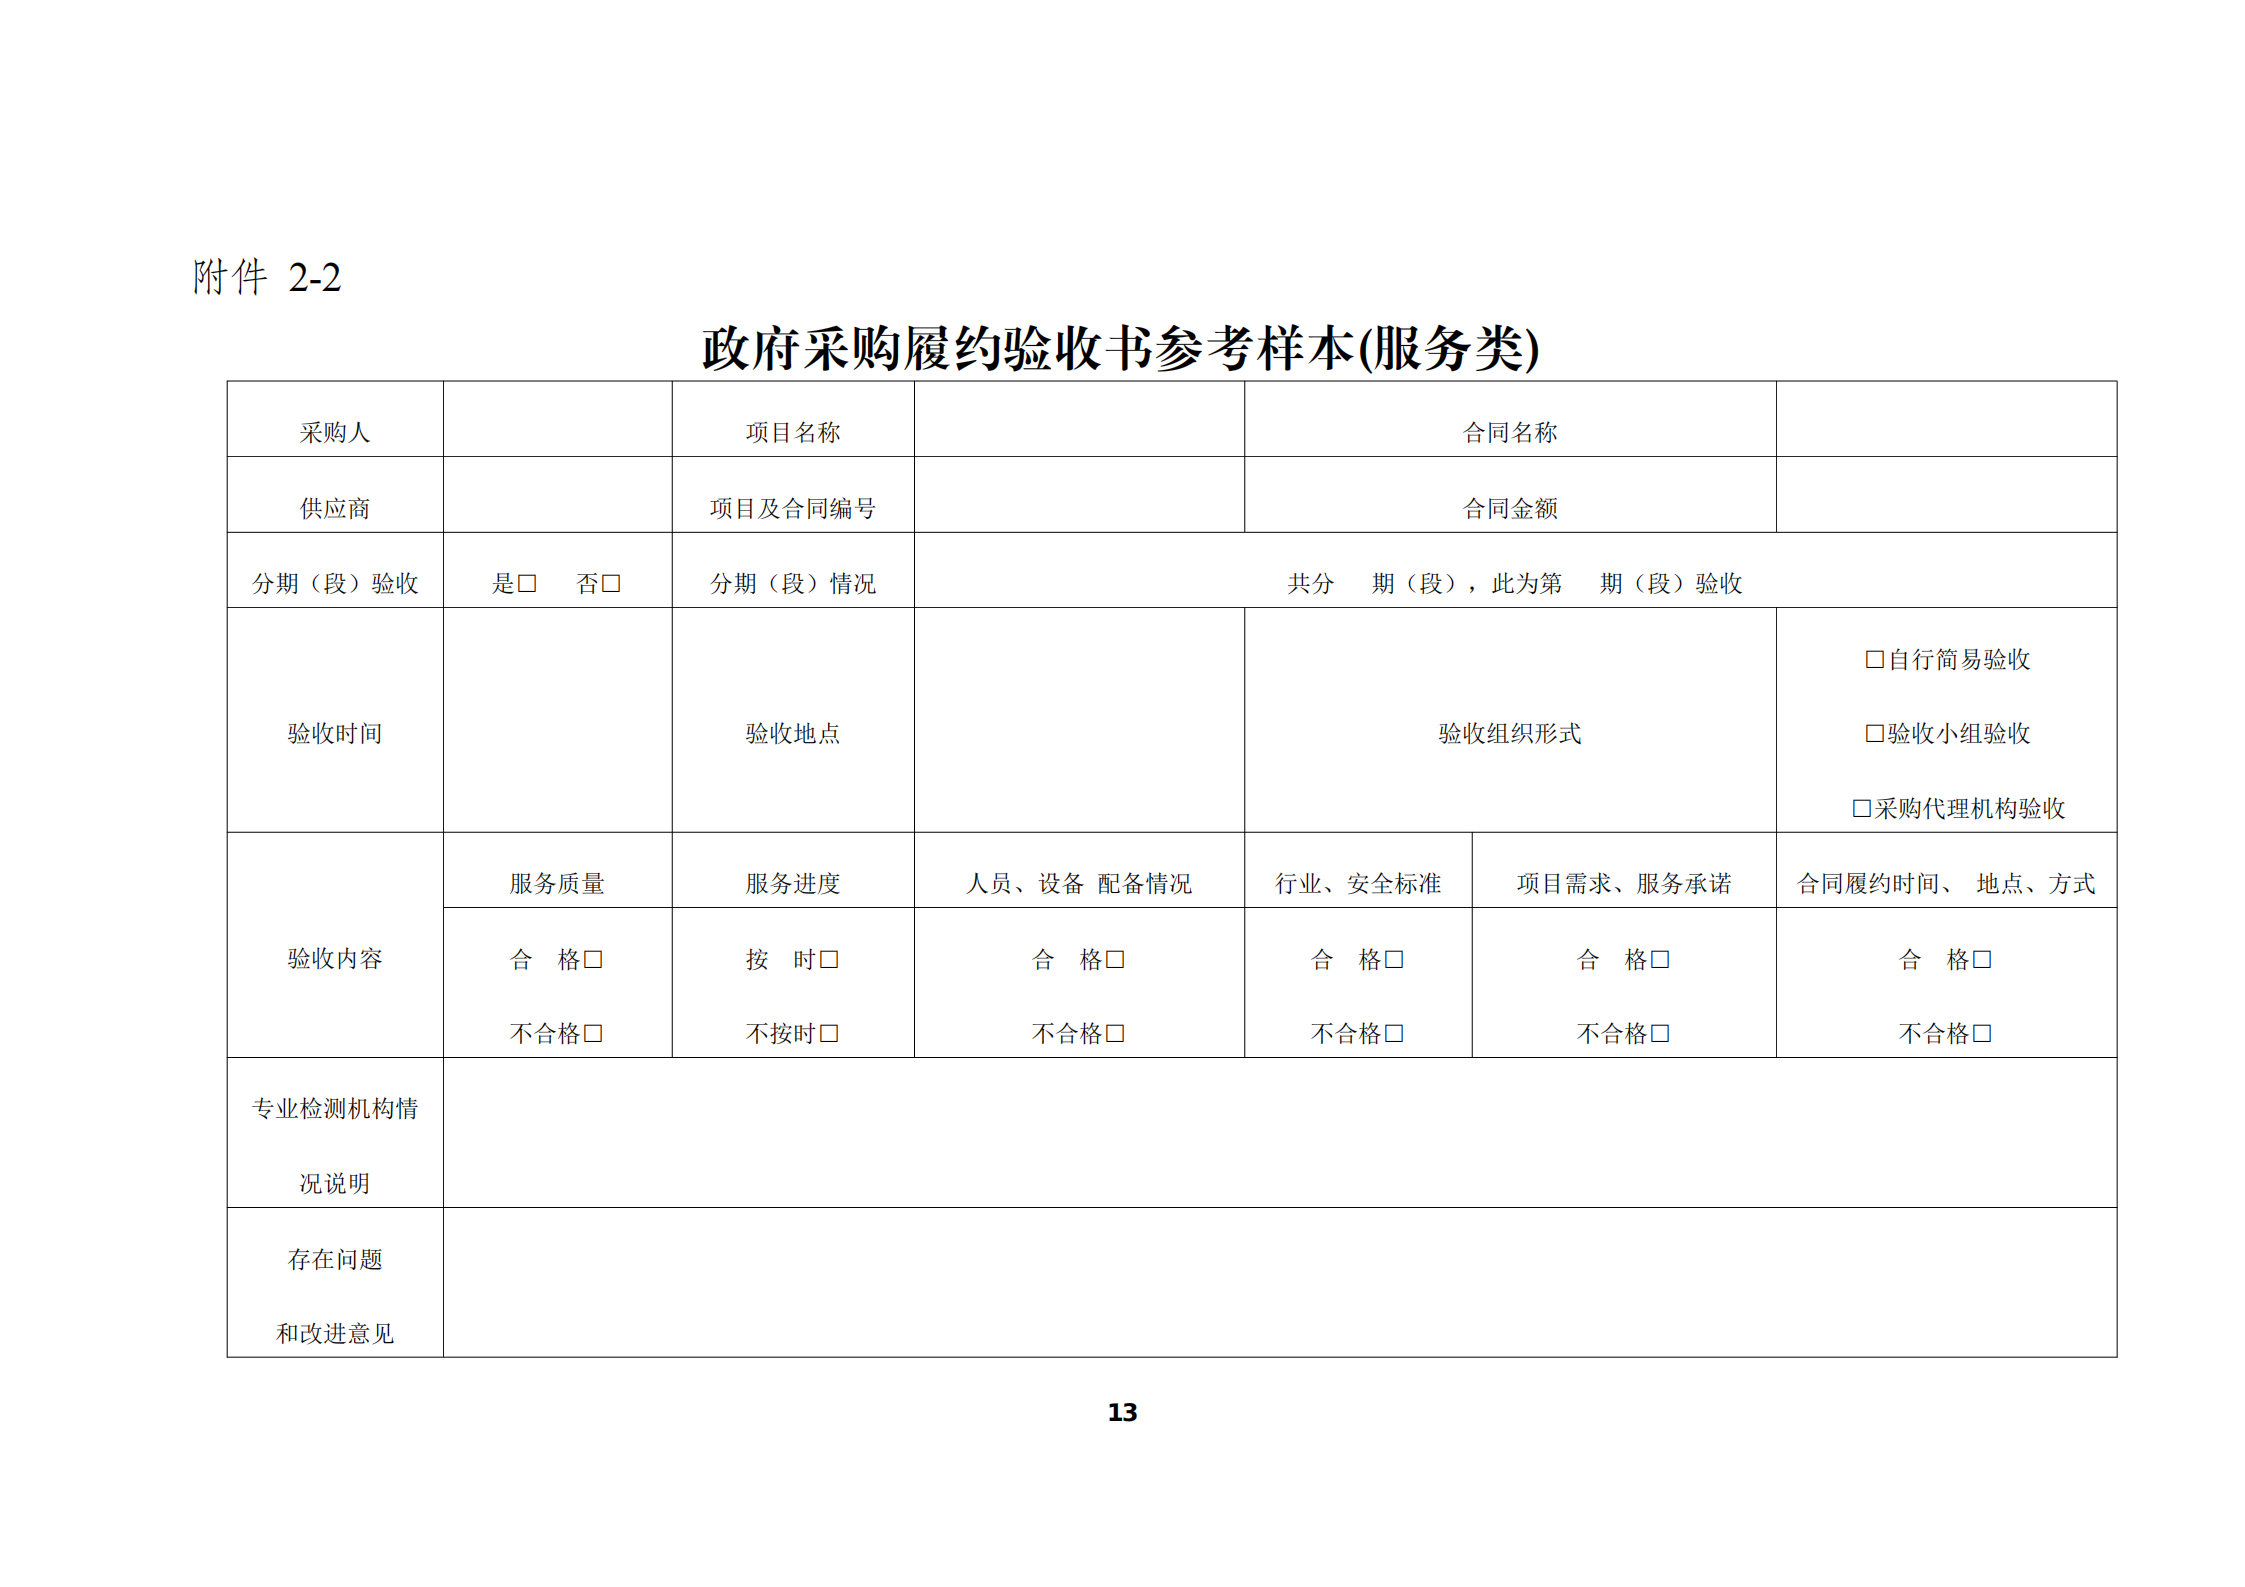 附件 2-2
政府采购履约验收书参考样本(服务类)
采购人 项目名称 合同名称
供应商 项目及合同编号 合同金额
分期（段）验收 是□ 否□ 分期（段）情况 共分 期（段），此为第 期（段）验收
验收时间 验收地点 验收组织形式
□自行简易验收
□验收小组验收
□采购代理机构验收
验收内容
服务质量 服务进度 人员、设备 配备情况 行业、安全标准 项目需求、服务承诺 合同履约时间、 地点、方式
合 格□ 按 时□ 合 格□ 合 格□ 合 格□ 合 格□
不合格□ 不按时□ 不合格□ 不合格□ 不合格□ 不合格□
专业检测机构情
况说明
存在问题
和改进意见
13